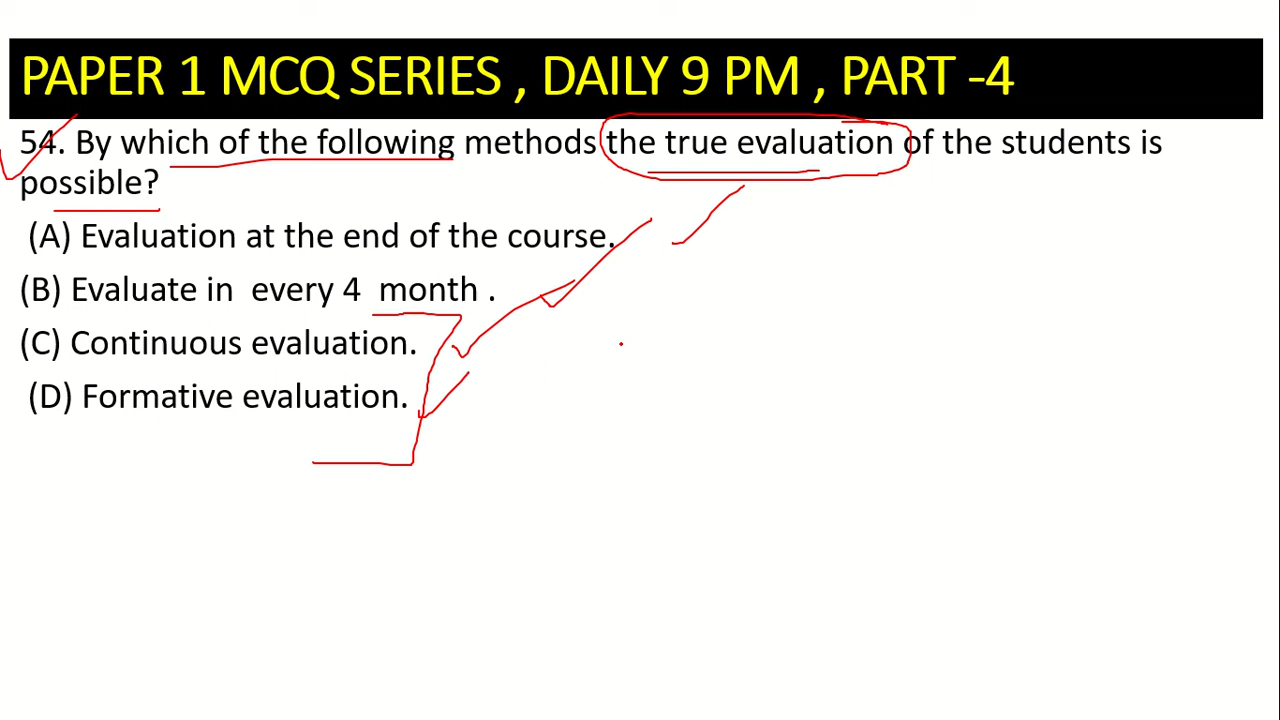 PAPER 1 MCQ SERIES , DAILY 9 PM , PART -4
54. By which of the following methods the true evaluation of the students is
possible?
(A) Evaluation at the end of the course.
(B) Evaluate in every 4 month .
(C) Continuous evaluation.
(D) Formative evaluation.